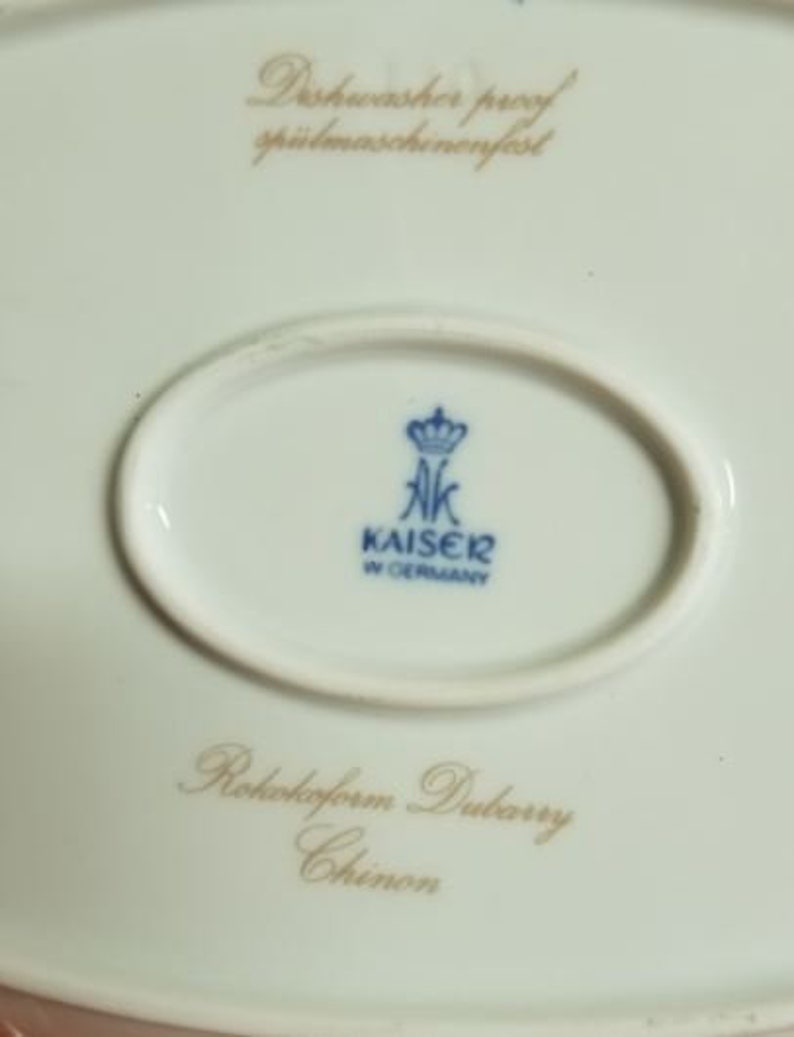 Dishwasher proof
spülmaschinenfest
AK
KAISER
W. GERMANY
Rokokoform Dubarry
Chinon